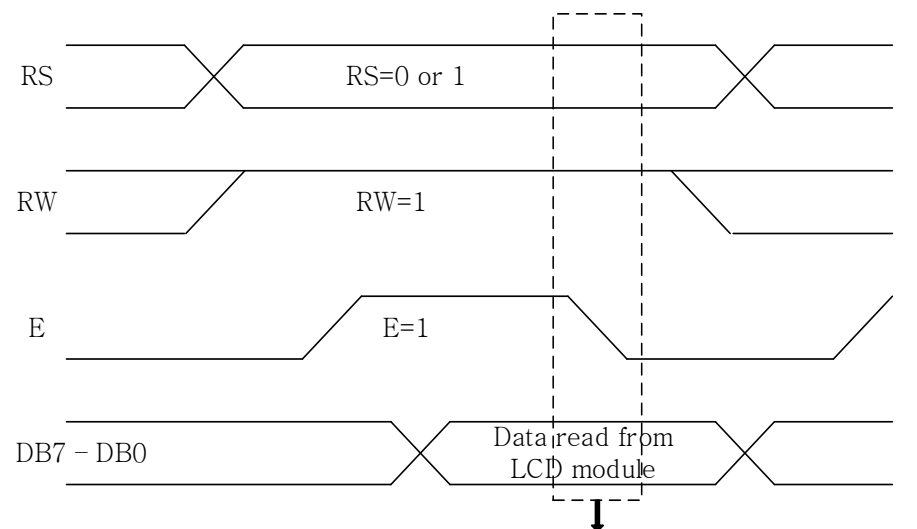 RS
RS=0 or 1
RW
RW=1
E
E=1
DB7 - DB0
Data read from
LCD module